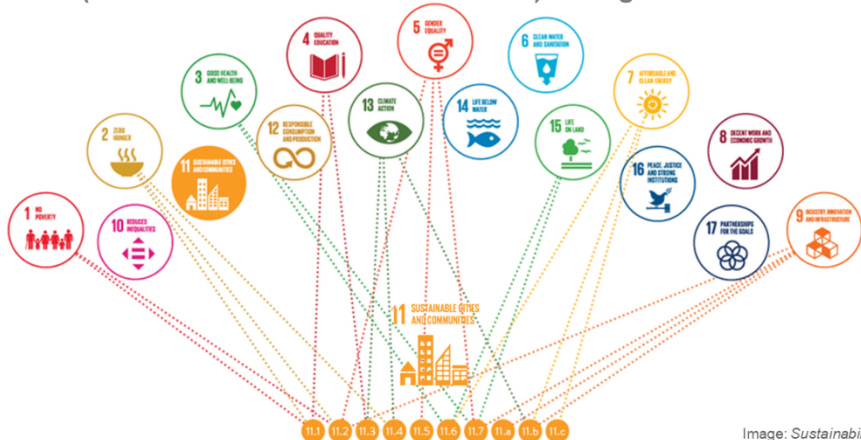 5 GENDER
EQUALITY
4 QUALITY
EDUCATION
6 CLEAN WATER
AND SANITATION
3 GOOD HEALTH
AND WELL-BEING
7 AFFORDABLE AND
CLEAN ENERGY
13 CLIMATE
ACTION
14 LIFE BELOW
WATER
2 ZERO
HUNGER
12 RESPONSIBLE
CONSUMPTION
AND PRODUCTION
15 LIFE
ON LAND
8 DECENT WORK AND
ECONOMIC GROWTH
11 SUSTAINABLE CITIES
AND COMMUNITIES
16 PEACE, JUSTICE
AND STRONG
INSTITUTIONS
1 NO
POVERTY
10 REDUCED
INEQUALITIES
17 PARTNERSHIPS
FOR THE GOALS
9 INDUSTRY, INNOVATION
AND INFRASTRUCTURE
11 SUSTAINABLE CITIES
AND COMMUNITIES
11.1 11.2 11.3 11.4 11.5 11.6 11.7 11.a 11.b 11.c
Image: Sustainabi